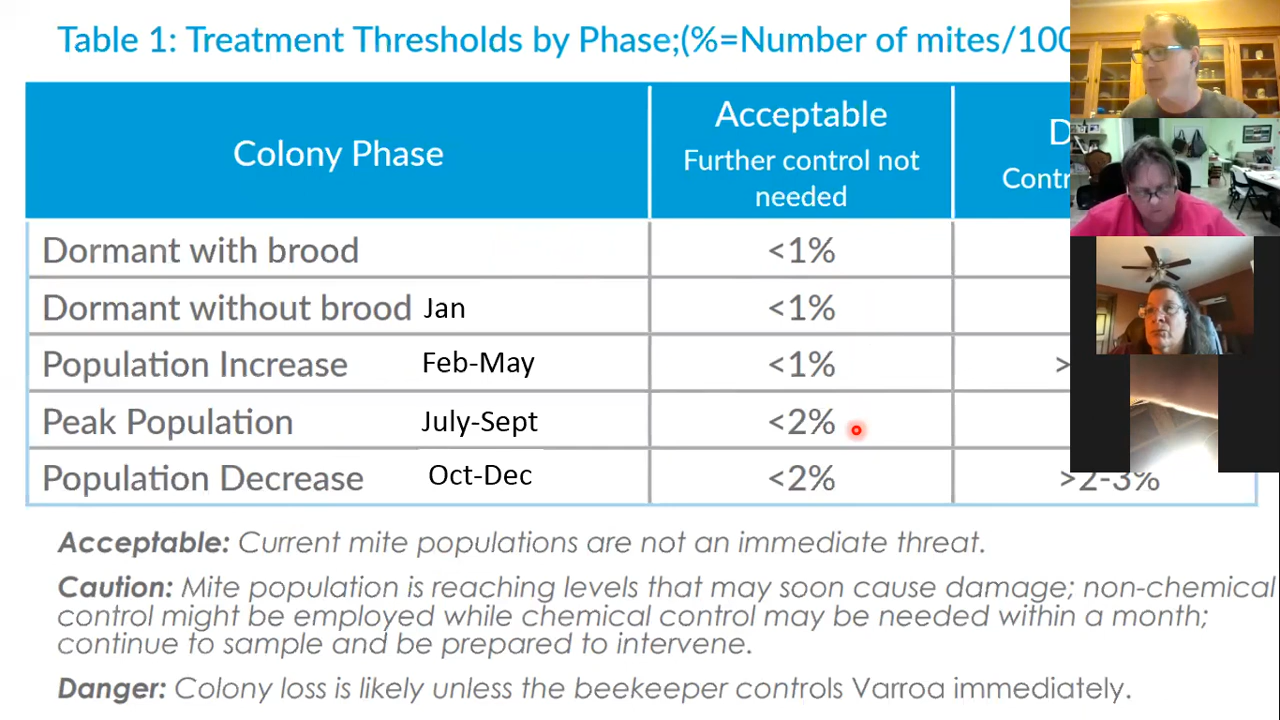 Table 1: Treatment Thresholds by Phase;(%=Number of mites/100
Colony Phase
Acceptable
Further control not
needed
Dormant with brood
<1%
Dormant without brood Jan
<1%
Population Increase Feb-May
<1%
>
Peak Population July-Sept
<2%
Population Decrease Oct-Dec
<2%
>2-3%
Acceptable: Current mite populations are not an immediate threat.
Caution: Mite population is reaching levels that may soon cause damage; non-chemical
control might be employed while chemical control may be needed within a month;
continue to sample and be prepared to intervene.
Danger: Colony loss is likely unless the beekeeper controls Varroa immediately.